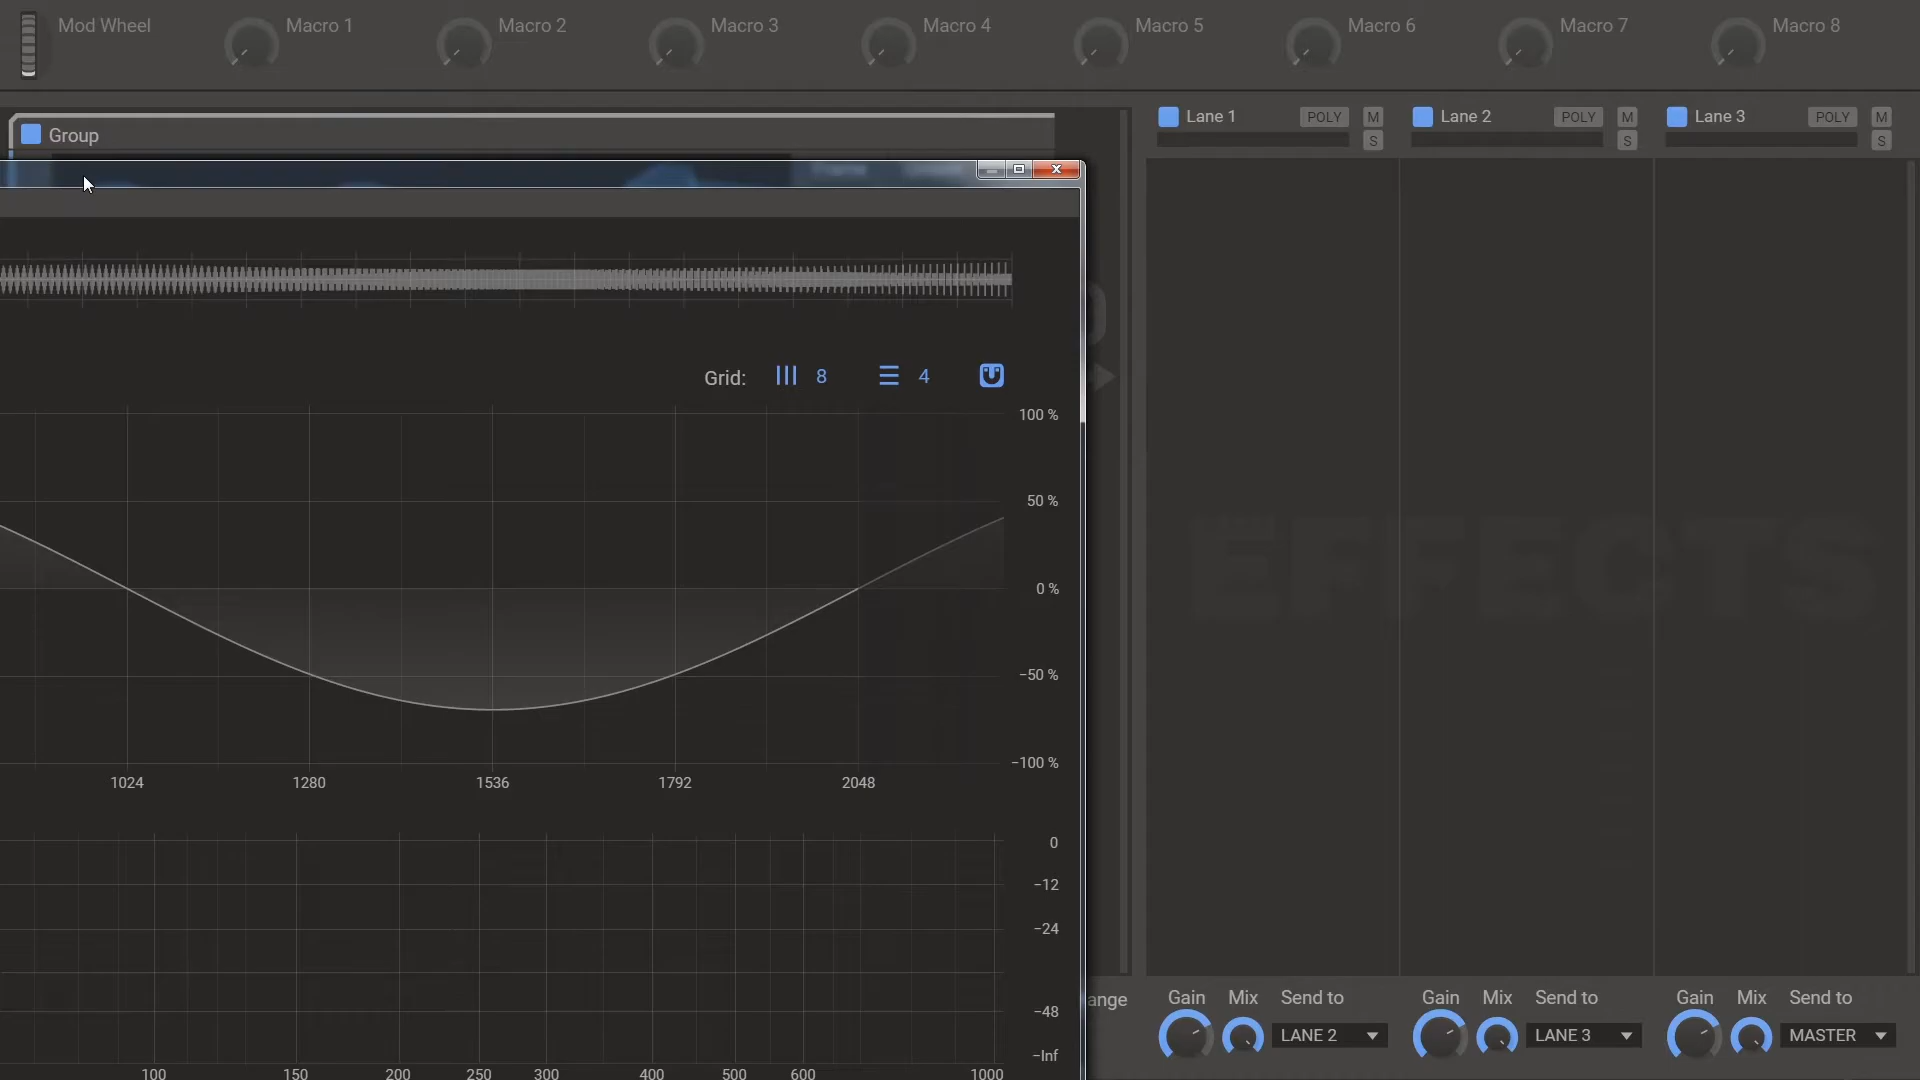 Mod Wheel
Macro 1
Macro 2
Macro 3
Macro 4
Macro 5
Macro 6
Macro 7
Macro 8
Group
Lane 1 POLY M
S
Lane 2 POLY M
S
Lane 3 POLY M
S
Grid: 8 4
100 %
50 %
0 %
-50 %
-100 %
1024 1280 1536 1792 2048
EFFECTS
0
-12
-24
-48
-Inf
100 150 200 250 300 400 500 600 1000
ange
Gain Mix Send to
LANE 2
Gain Mix Send to
LANE 3
Gain Mix Send to
MASTER